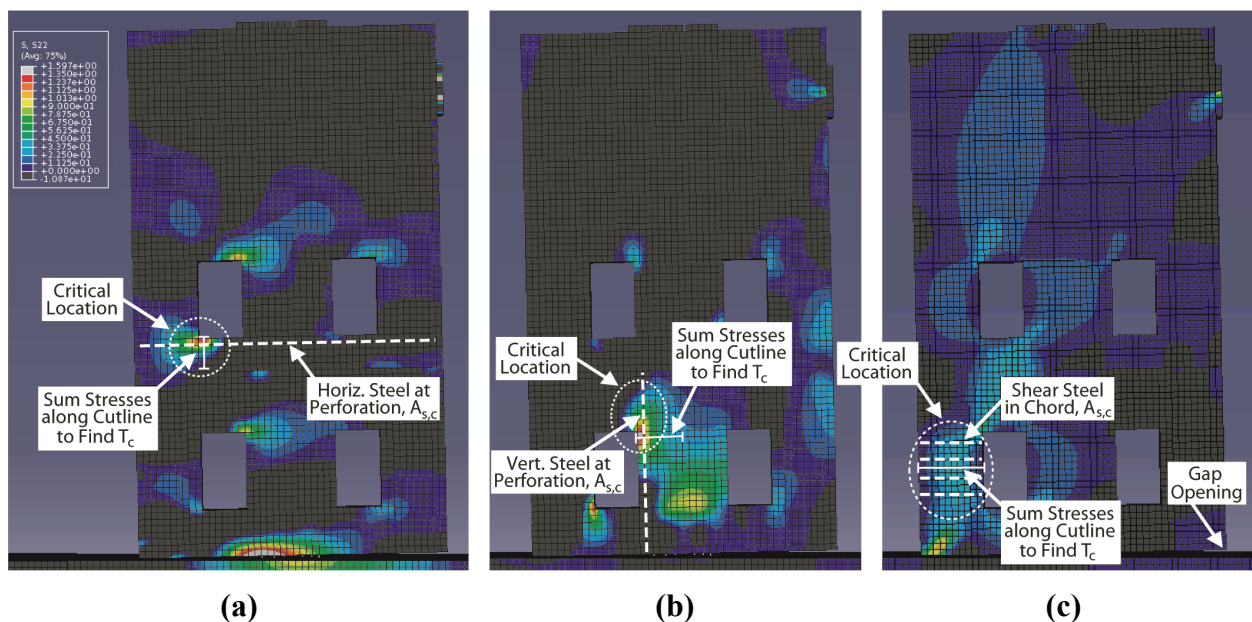 S, S22
(Avg: 75%)
+1.597e+00
+1.350e+00
+1.237e+00
+1.125e+00
+1.013e+00
+9.000e-01
+7.875e-01
+6.750e-01
+5.625e-01
+4.500e-01
+3.375e-01
+2.250e-01
+1.125e-01
+0.000e+00
-1.087e+01
Critical
Location
Sum Stresses
along Cutline
to Find Tc
Horiz. Steel at
Perforation, As,c
(a)
Critical
Location
Sum Stresses
along Cutline
to Find Tc
Vert. Steel at
Perforation, As,c
(b)
Critical
Location
Shear Steel
in Chord, As,c
Gap
Opening
Sum Stresses
along Cutline
to Find Tc
(c)